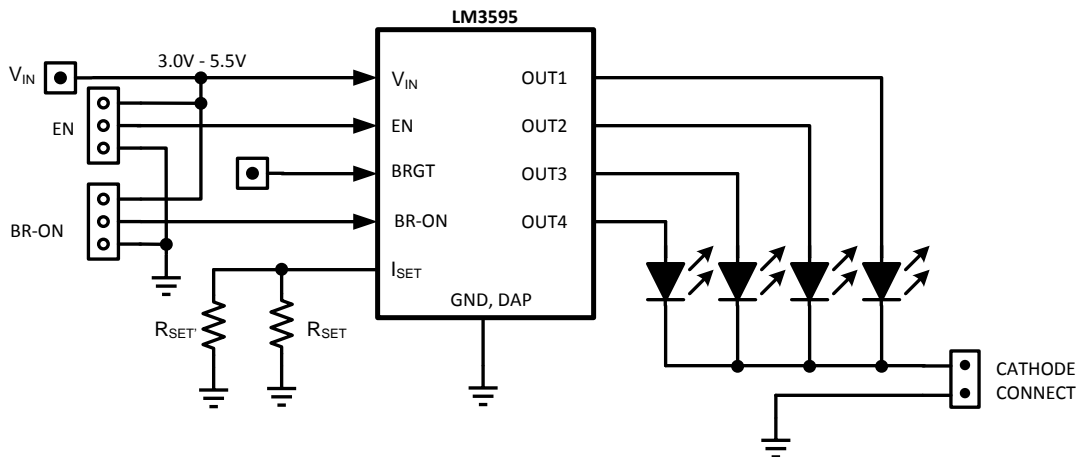 LM3595
3.0V - 5.5V
VIN
VIN
OUT1
EN
EN
OUT2
BRGT
OUT3
BR-ON
BR-ON
OUT4
ISET
GND, DAP
RSET'
RSET
CATHODE
CONNECT